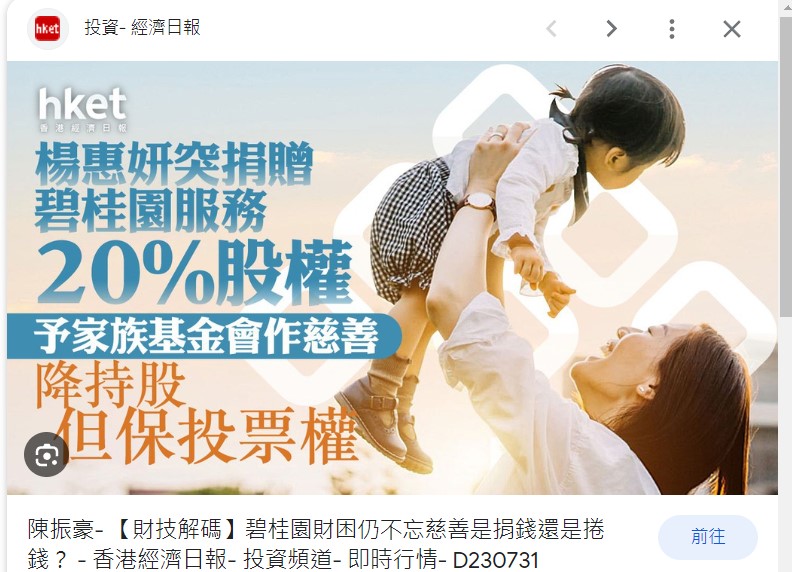 hket
投資- 經濟日報
hket
香港經濟日報
楊惠妍突捐贈
碧桂園服務
20%股權
予家族基金會作慈善
降持股
但保投票權
陳振豪- 【財技解碼】碧桂園財困仍不忘慈善是捐錢還是捲
錢？ - 香港經濟日報- 投資頻道- 即時行情- D230731
前往